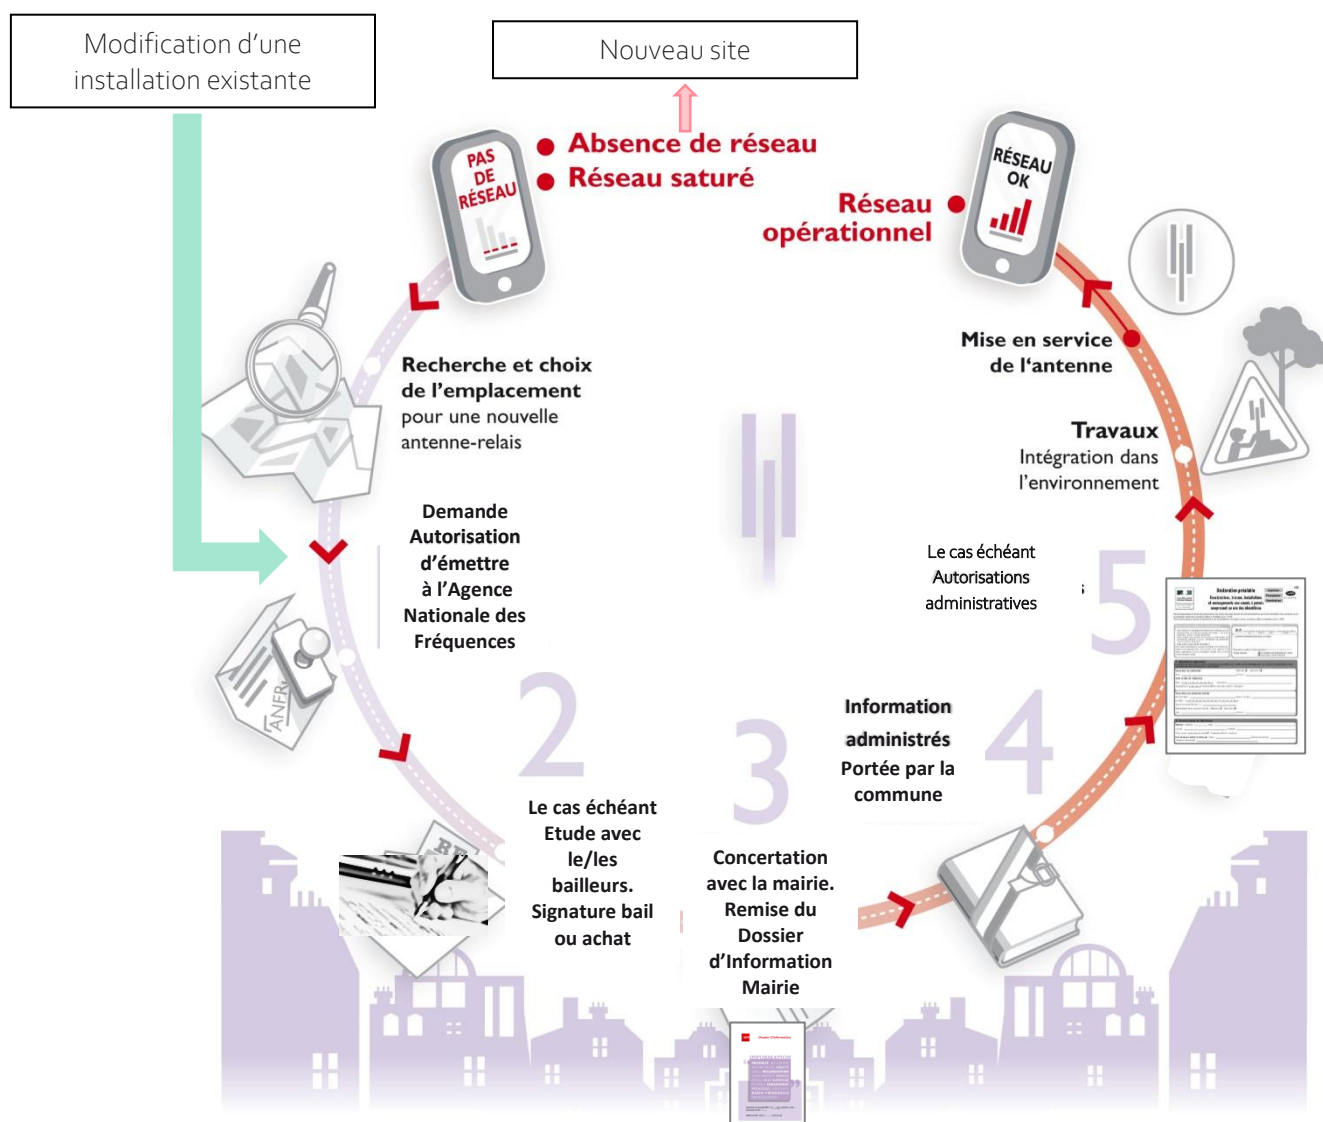 Modification d’une
installation existante
Nouveau site
PAS
DE
RÉSEAU
Absence de réseau
Réseau saturé
RÉSEAU
OK
Réseau
opérationnel
Recherche et choix
de l’emplacement
pour une nouvelle
antenne-relais
Mise en service
de l‘antenne
Travaux
Intégration dans
l’environnement
Demande
Autorisation
d’émettre
à l’Agence
Nationale des
Fréquences
ANFR
Le cas échéant
Autorisations
administratives
5
Déclaration préalable
2
Le cas échéant
Etude avec
le/les
bailleurs.
Signature bail
ou achat
3
Concertation
avec la mairie.
Remise du
Dossier
d’Information
Mairie
4
Information
administrés
Portée par la
commune
Dossier d’Information